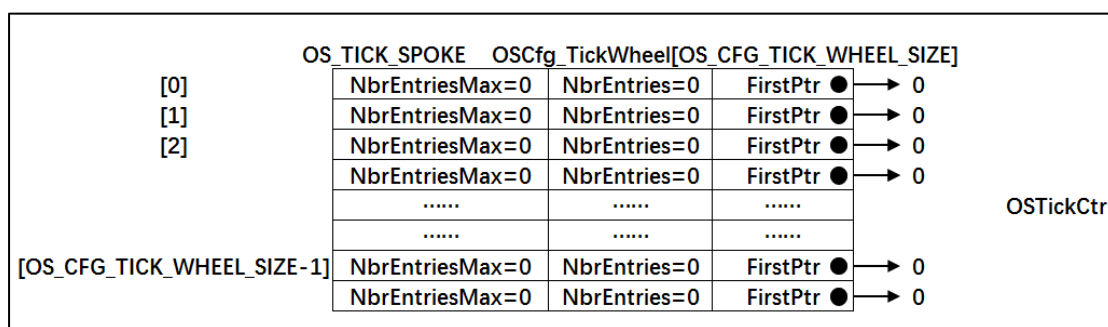 OS_TICK_SPOKE OSCfg_TickWheel[OS_CFG_TICK_WHEEL_SIZE]
[0] NbrEntriesMax=0 NbrEntries=0 FirstPtr 0
[1] NbrEntriesMax=0 NbrEntries=0 FirstPtr 0
[2] NbrEntriesMax=0 NbrEntries=0 FirstPtr 0
NbrEntriesMax=0 NbrEntries=0 FirstPtr 0
...... ...... ......
OSTickCtr
...... ...... ......
[OS_CFG_TICK_WHEEL_SIZE-1] NbrEntriesMax=0 NbrEntries=0 FirstPtr 0
NbrEntriesMax=0 NbrEntries=0 FirstPtr 0